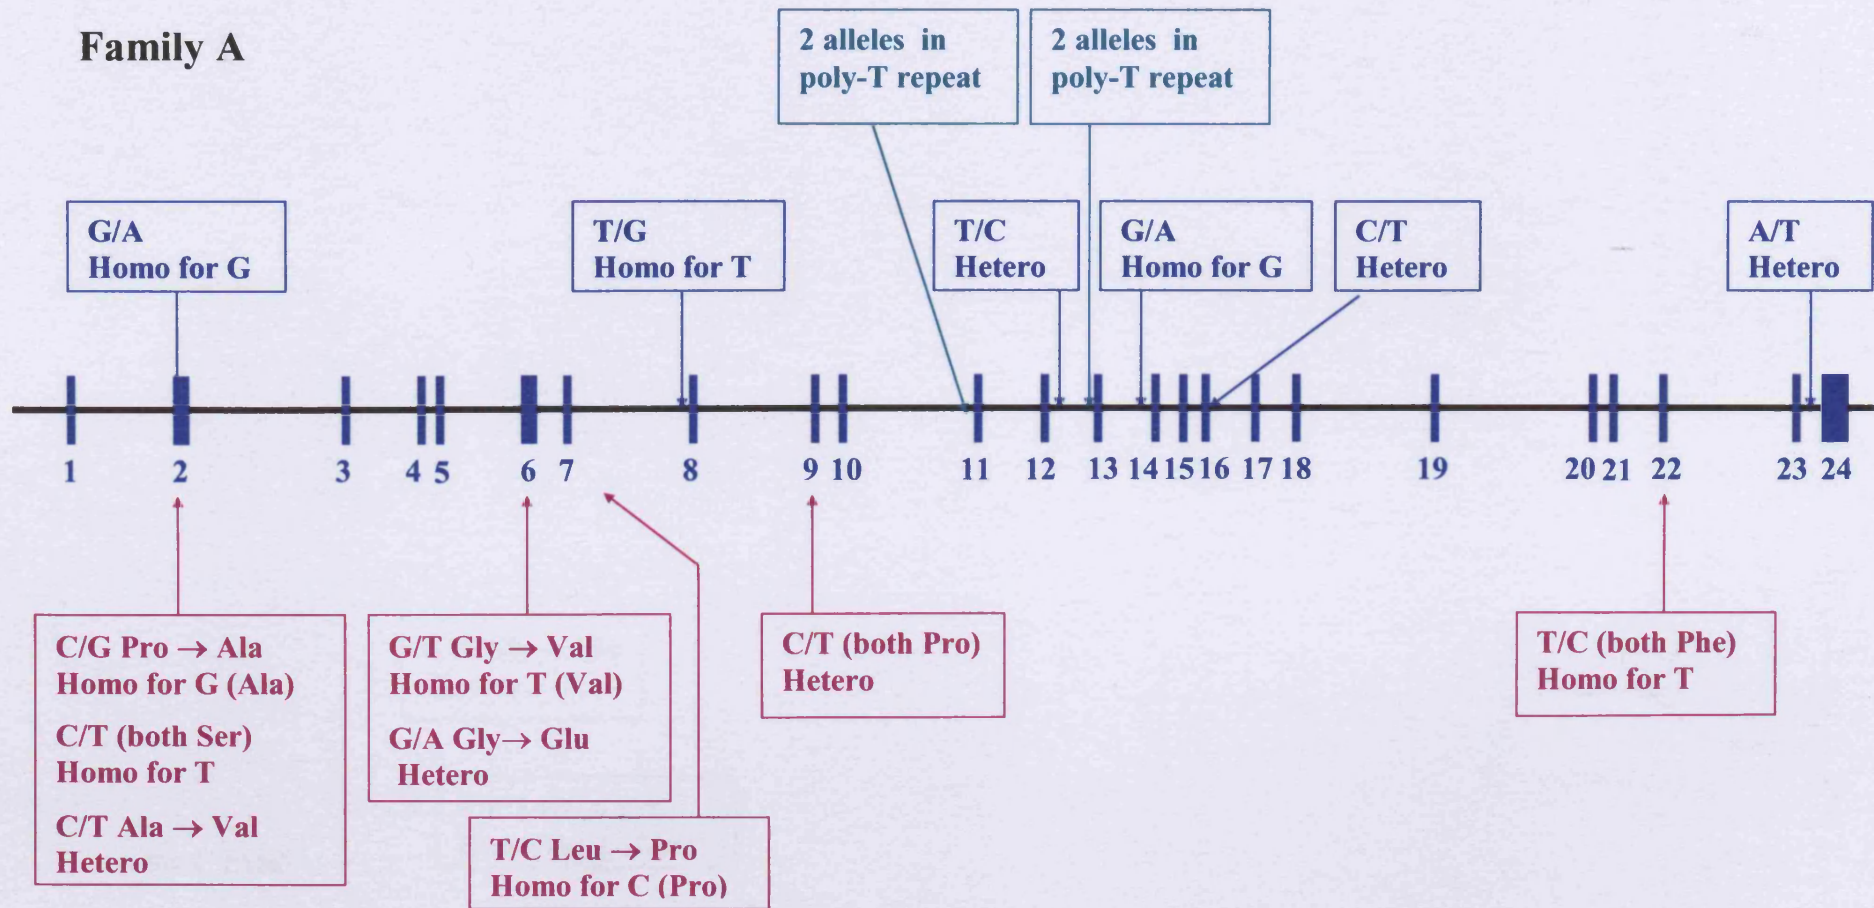 Family A
2 alleles in
poly-T repeat
2 alleles in
poly-T repeat
G/A
Homo for G
T/G
Homo for T
T/C
Hetero
G/A
Homo for G
C/T
Hetero
A/T
Hetero
1 2 3 4 5 6 7 8 9 10 11 12 13 14 15 16 17 18 19 20 21 22 23 24
C/G Pro → Ala
Homo for G (Ala)
C/T (both Ser)
Homo for T
C/T Ala → Val
Hetero
G/T Gly → Val
Homo for T (Val)
G/A Gly→ Glu
Hetero
T/C Leu → Pro
Homo for C (Pro)
C/T (both Pro)
Hetero
T/C (both Phe)
Homo for T